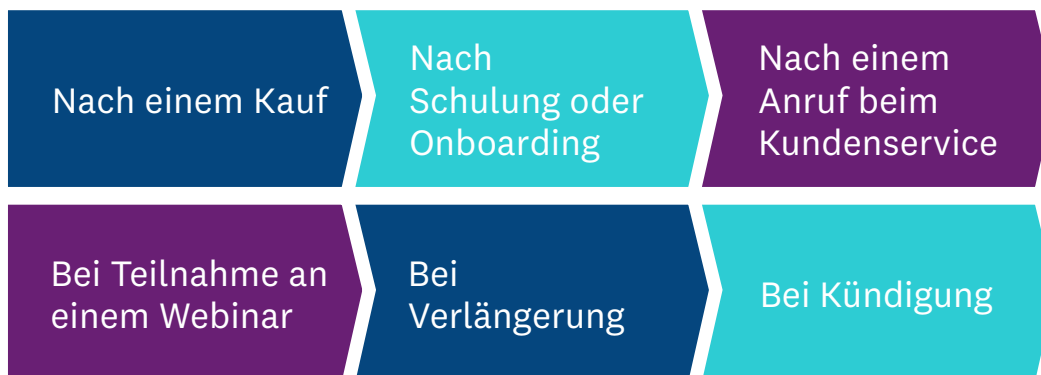 Nach einem Kauf
Nach
Schulung oder
Onboarding
Nach einem
Anruf beim
Kundenservice
Bei Teilnahme an
einem Webinar
Bei
Verlängerung
Bei Kündigung